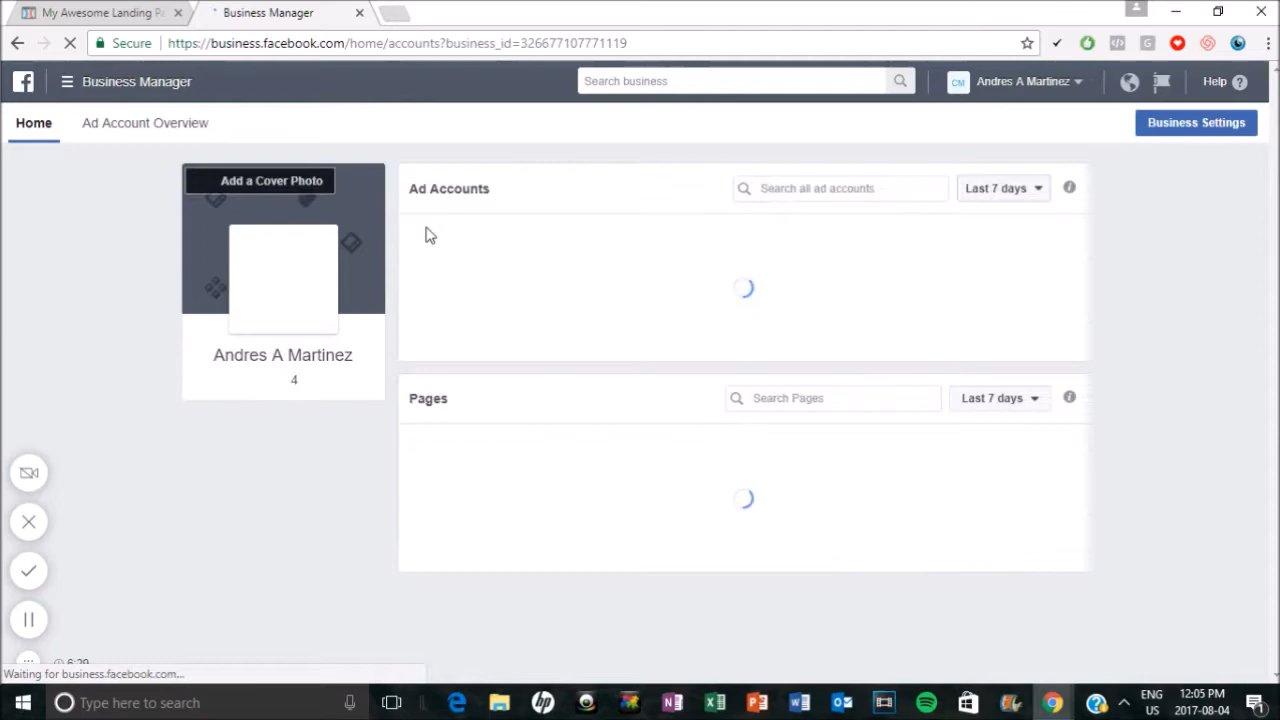 My Awesome Landing Pa
Business Manager
Secure https://business.facebook.com/home/accounts?business_id=326677107771119
Business Manager
Search business
CM Andres A Martinez
Help
Home
Ad Account Overview
Business Settings
Add a Cover Photo
Andres A Martinez
4
Ad Accounts
Search all ad accounts
Last 7 days
Pages
Search Pages
Last 7 days
6:29
Waiting for business.facebook.com...
Type here to search
ENG
US
12:05 PM
2017-08-04